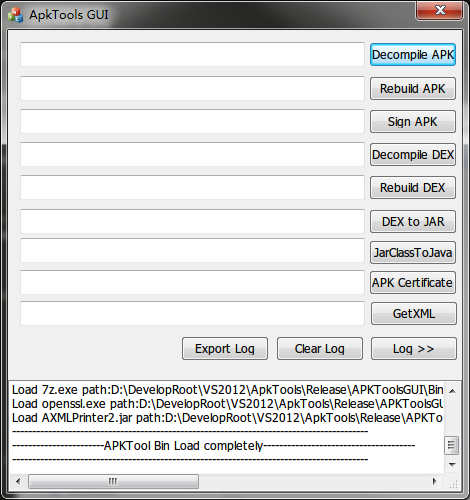 ApkTools GUI
Decompile APK
Rebuild APK
Sign APK
Decompile DEX
Rebuild DEX
DEX to JAR
JarClassToJava
APK Certificate
GetXML
Export Log
Clear Log
Log >>
Load 7z.exe path:D:\DevelopRoot\VS2012\ApkTools\Release\APKToolsGUI\Bin
Load openssl.exe path:D:\DevelopRoot\VS2012\ApkTools\Release\APKToolsGU
Load AXMLPrinter2.jar path:D:\DevelopRoot\VS2012\ApkTools\Release\APKTo
-----------------------------------------------------------------------------------------
-----------------------APKTool Bin Load completely--------------------------------------
-----------------------------------------------------------------------------------------